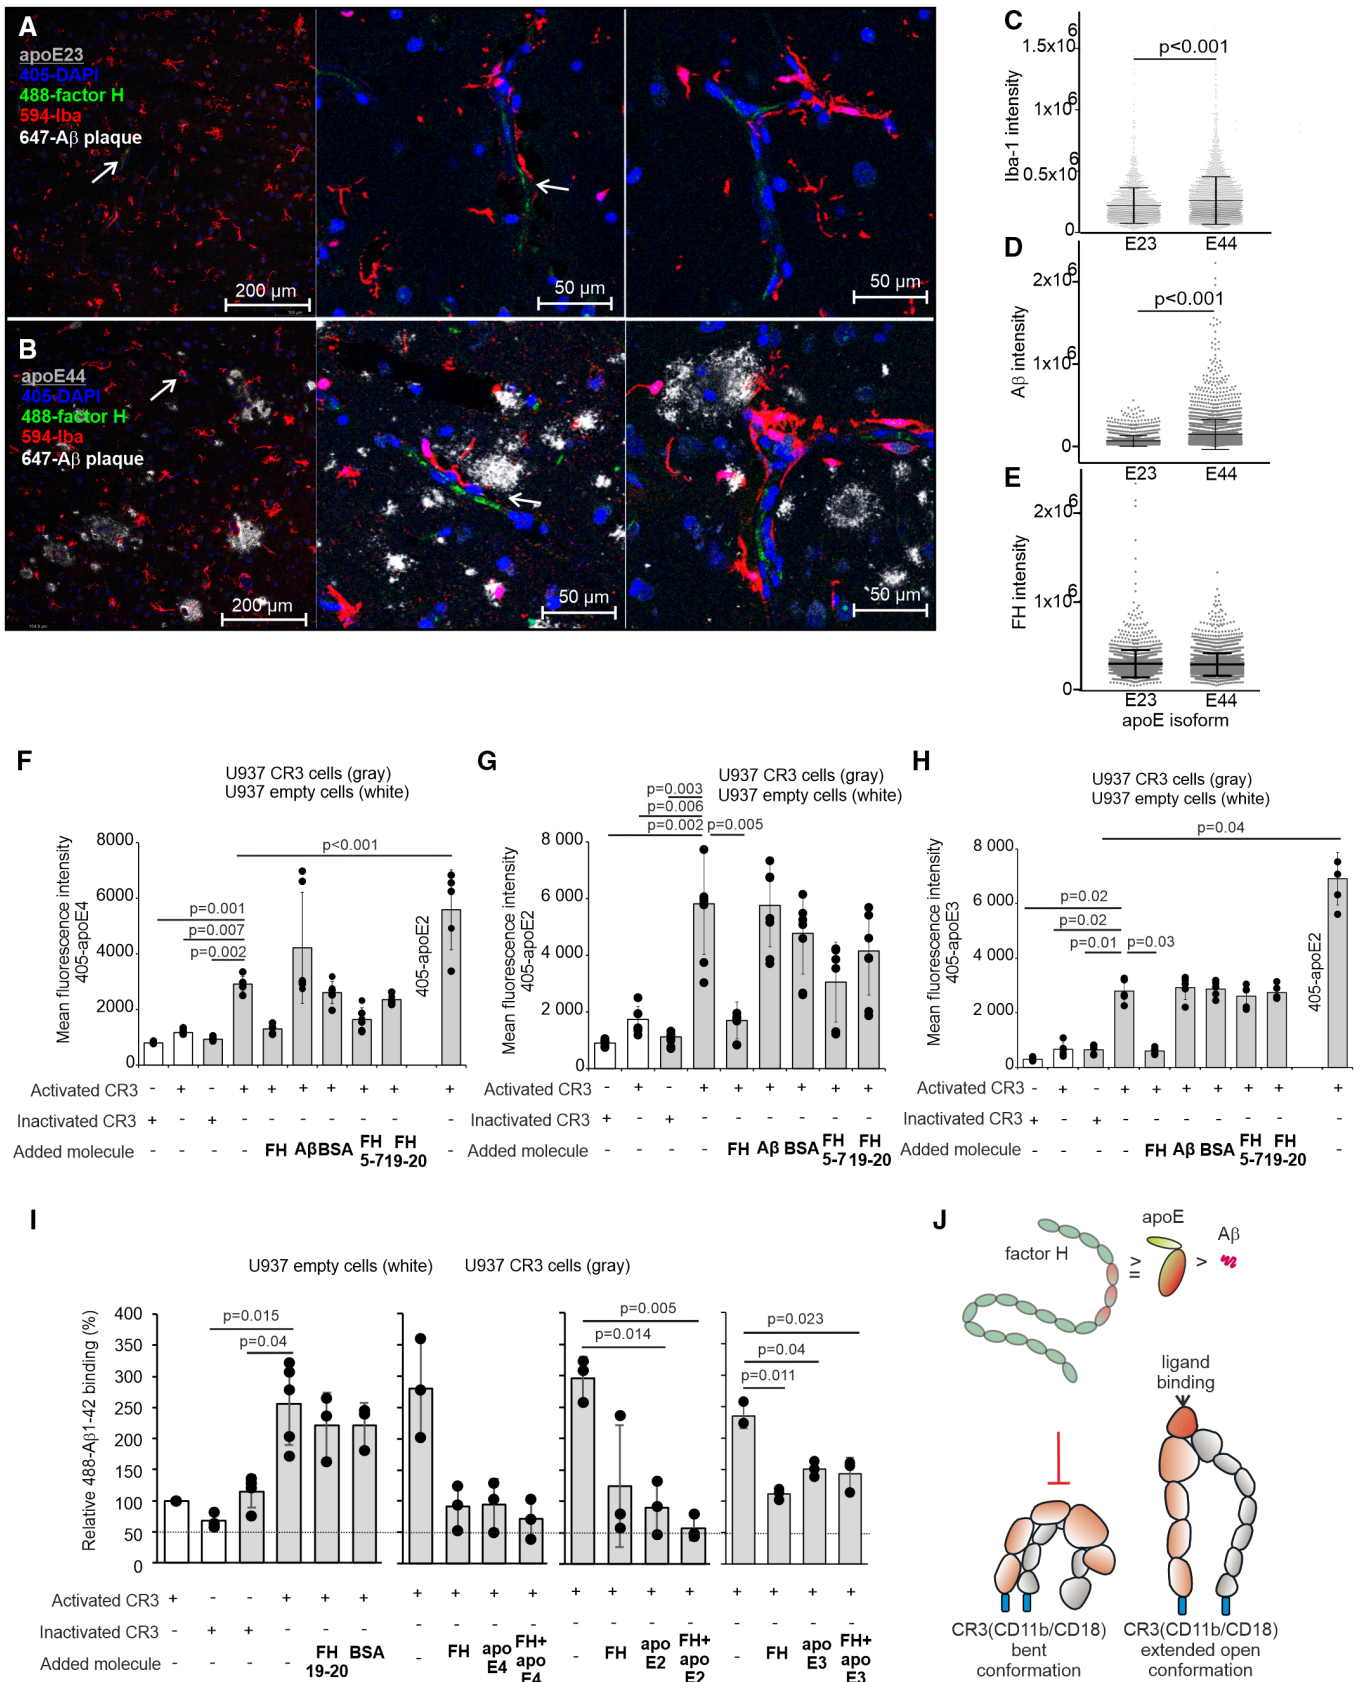 A
apoE23
405-DAPI
488-factor H
594-Iba
647-Aβ plaque
200 µm
50 µm
50 µm
B
apoE44
405-DAPI
488-factor H
594-Iba
647-Aβ plaque
200 µm
50 µm
50 µm
C
Iba-1 intensity
1.5x10 6
1x10 6
0.5x10 6
0
p<0.001
E23 E44
D
Aβ intensity
2x10 6
1x10 6
0
p<0.001
E23 E44
E
FH intensity
2x10 6
1x10 6
0
E23 E44
apoE isoform
F
U937 CR3 cells (gray)
U937 empty cells (white)
Mean fluorescence intensity
405-apoE4
8000
6000
4000
2000
0
p<0.001
p=0.001
p=0.007
p=0.002
405-apoE2
Activated CR3 - + - + + + + + + +
Inactivated CR3 + - + - - - - - - -
Added molecule - - - - FH Aβ BSA FH 5-7 FH 19-20 -
G
U937 CR3 cells (gray)
U937 empty cells (white)
Mean fluorescence intensity
405-apoE2
8 000
6 000
4 000
2 000
0
p=0.003
p=0.006
p=0.002
p=0.005
Activated CR3 - + - + + + + + +
Inactivated CR3 + - + - - - - - -
Added molecule - - - - FH Aβ BSA FH 5-7 FH 19-20
H
U937 CR3 cells (gray)
U937 empty cells (white)
Mean fluorescence intensity
405-apoE3
8 000
6 000
4 000
2 000
0
p=0.04
p=0.02
p=0.02
p=0.01
p=0.03
405-apoE2
Activated CR3 - + - + + + + + + +
Inactivated CR3 + - + - - - - - - -
Added molecule - - - - FH Aβ BSA FH 5-7 FH 19-20 -
I
U937 empty cells (white) U937 CR3 cells (gray)
Relative 488-Aβ1-42 binding (%)
400
350
300
250
200
150
100
50
0
p=0.015
p=0.04
p=0.005
p=0.014
p=0.023
p=0.04
p=0.011
Activated CR3 + - - + + + + + + + + + + + + + + +
Inactivated CR3 - + + - - - - - - - - - - - - - - -
Added molecule - - - - FH 19-20 BSA - FH apo E4 FH+ apo E4 - FH apo E2 FH+ apo E2 - FH apo E3 FH+ apo E3
J
factor H
apoE
Aβ
= >
>
ligand
binding
CR3(CD11b/CD18)
bent
conformation
CR3(CD11b/CD18)
extended open
conformation